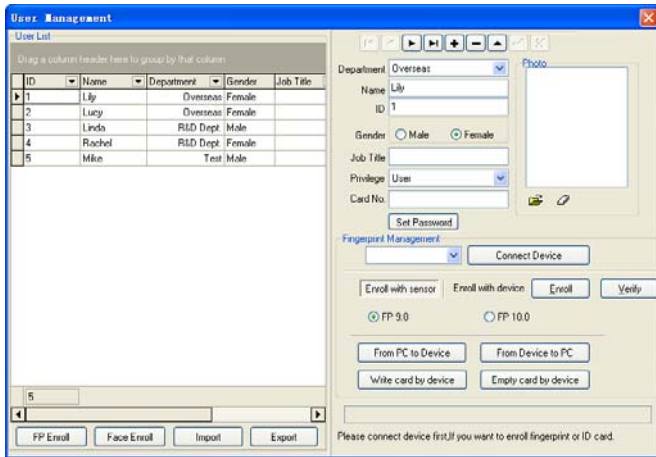 User Management
User List
Drag a column header here to group by that column
ID Name Department Gender Job Title
1 Lily Overseas Female
2 Lucy Overseas Female
3 Linda R&D Dept. Male
4 Rachel R&D Dept. Female
5 Mike Test Male
5
FP Enroll Face Enroll Import Export
Department Overseas
Name Lily
ID 1
Gender Male Female
Job Title
Privilege User
Card No.
Set Password
Photo
Fingerprint Management
Connect Device
Enroll with sensor Enroll with device Enroll Verify
FP 9.0 FP 10.0
From PC to Device From Device to PC
Write card by device Empty card by device
Please connect device first,If you want to enroll fingerprint or ID card.